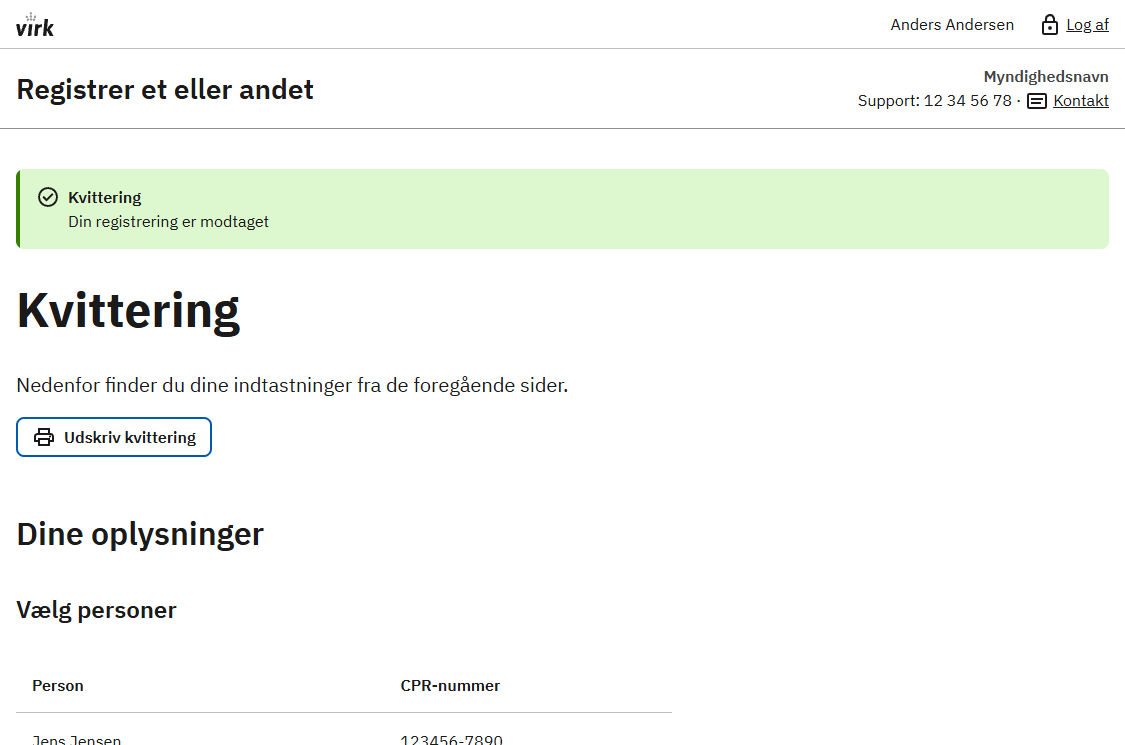 virk
Anders Andersen
Log af
Registrer et eller andet
Myndighedsnavn
Support: 12 34 56 78 · Kontakt
Kvittering
Din registrering er modtaget
Kvittering
Nedenfor finder du dine indtastninger fra de foregående sider.
Udskriv kvittering
Dine oplysninger
Vælg personer
Person CPR-nummer
Jens Jensen 123456-7890